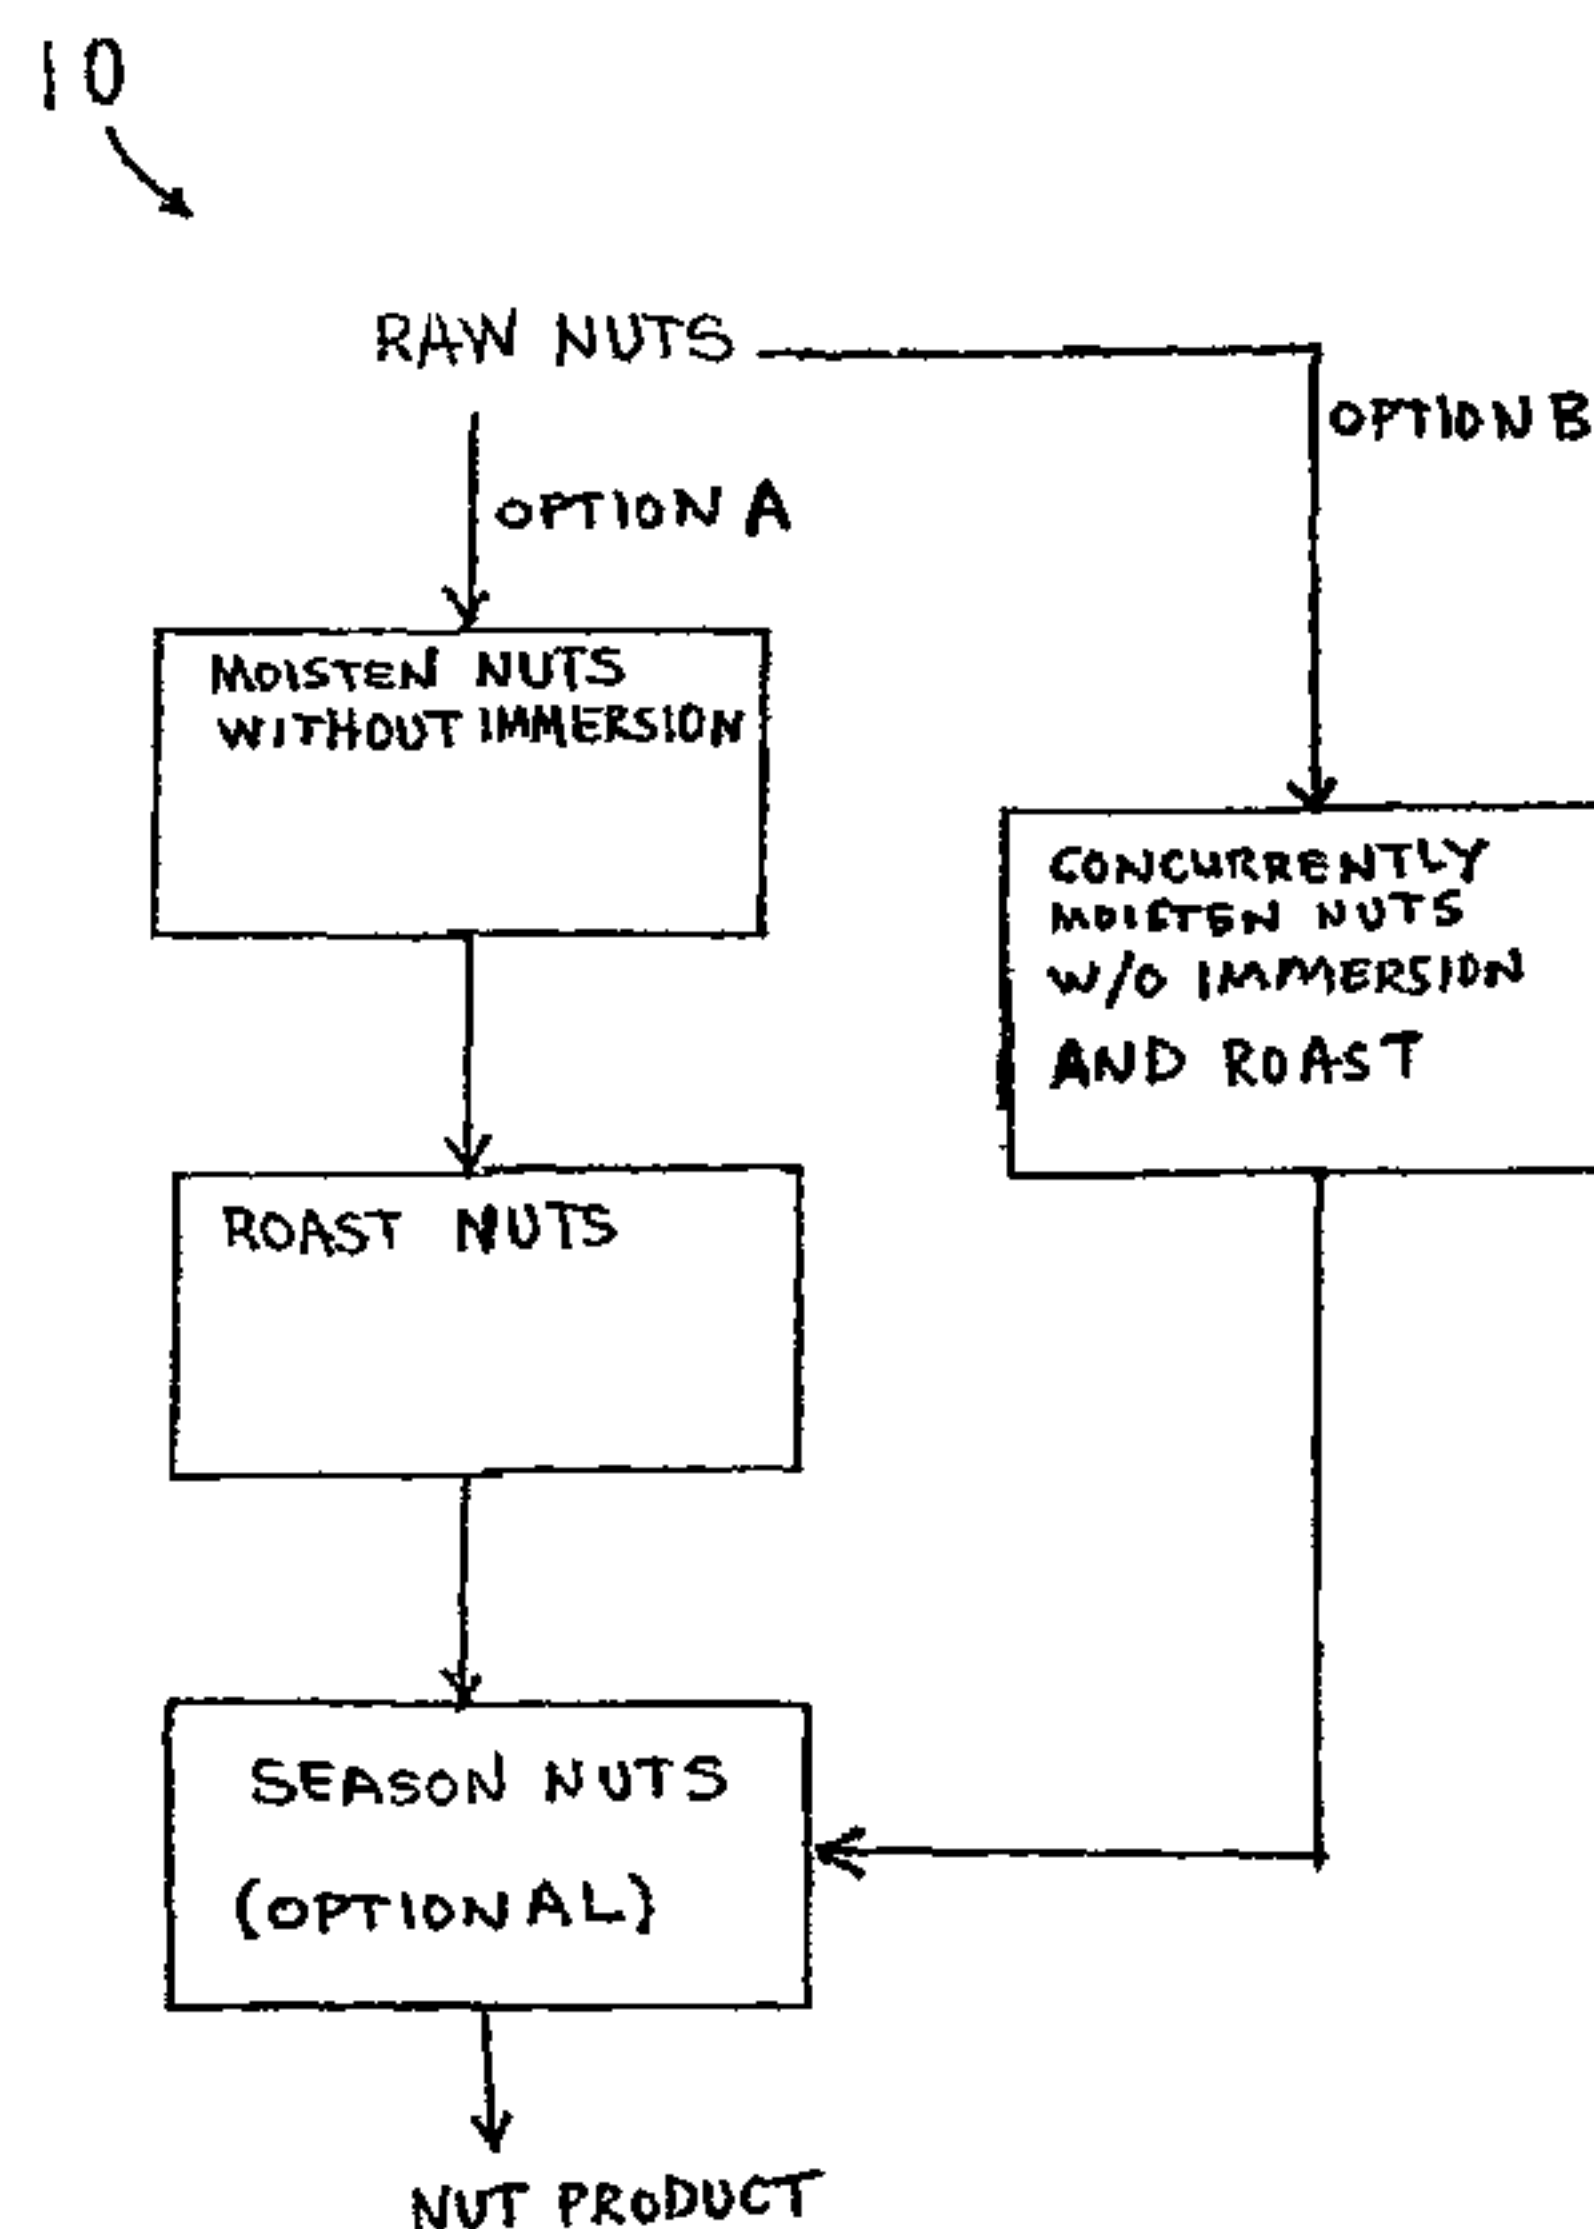 10
RAW NUTS
OPTION B
OPTION A
MOISTEN NUTS
WITHOUT IMMERSION
CONCURRENTLY
MOISTEN NUTS
W/O IMMERSION
AND ROAST
ROAST NUTS
SEASON NUTS
(OPTIONAL)
NUT PRODUCT